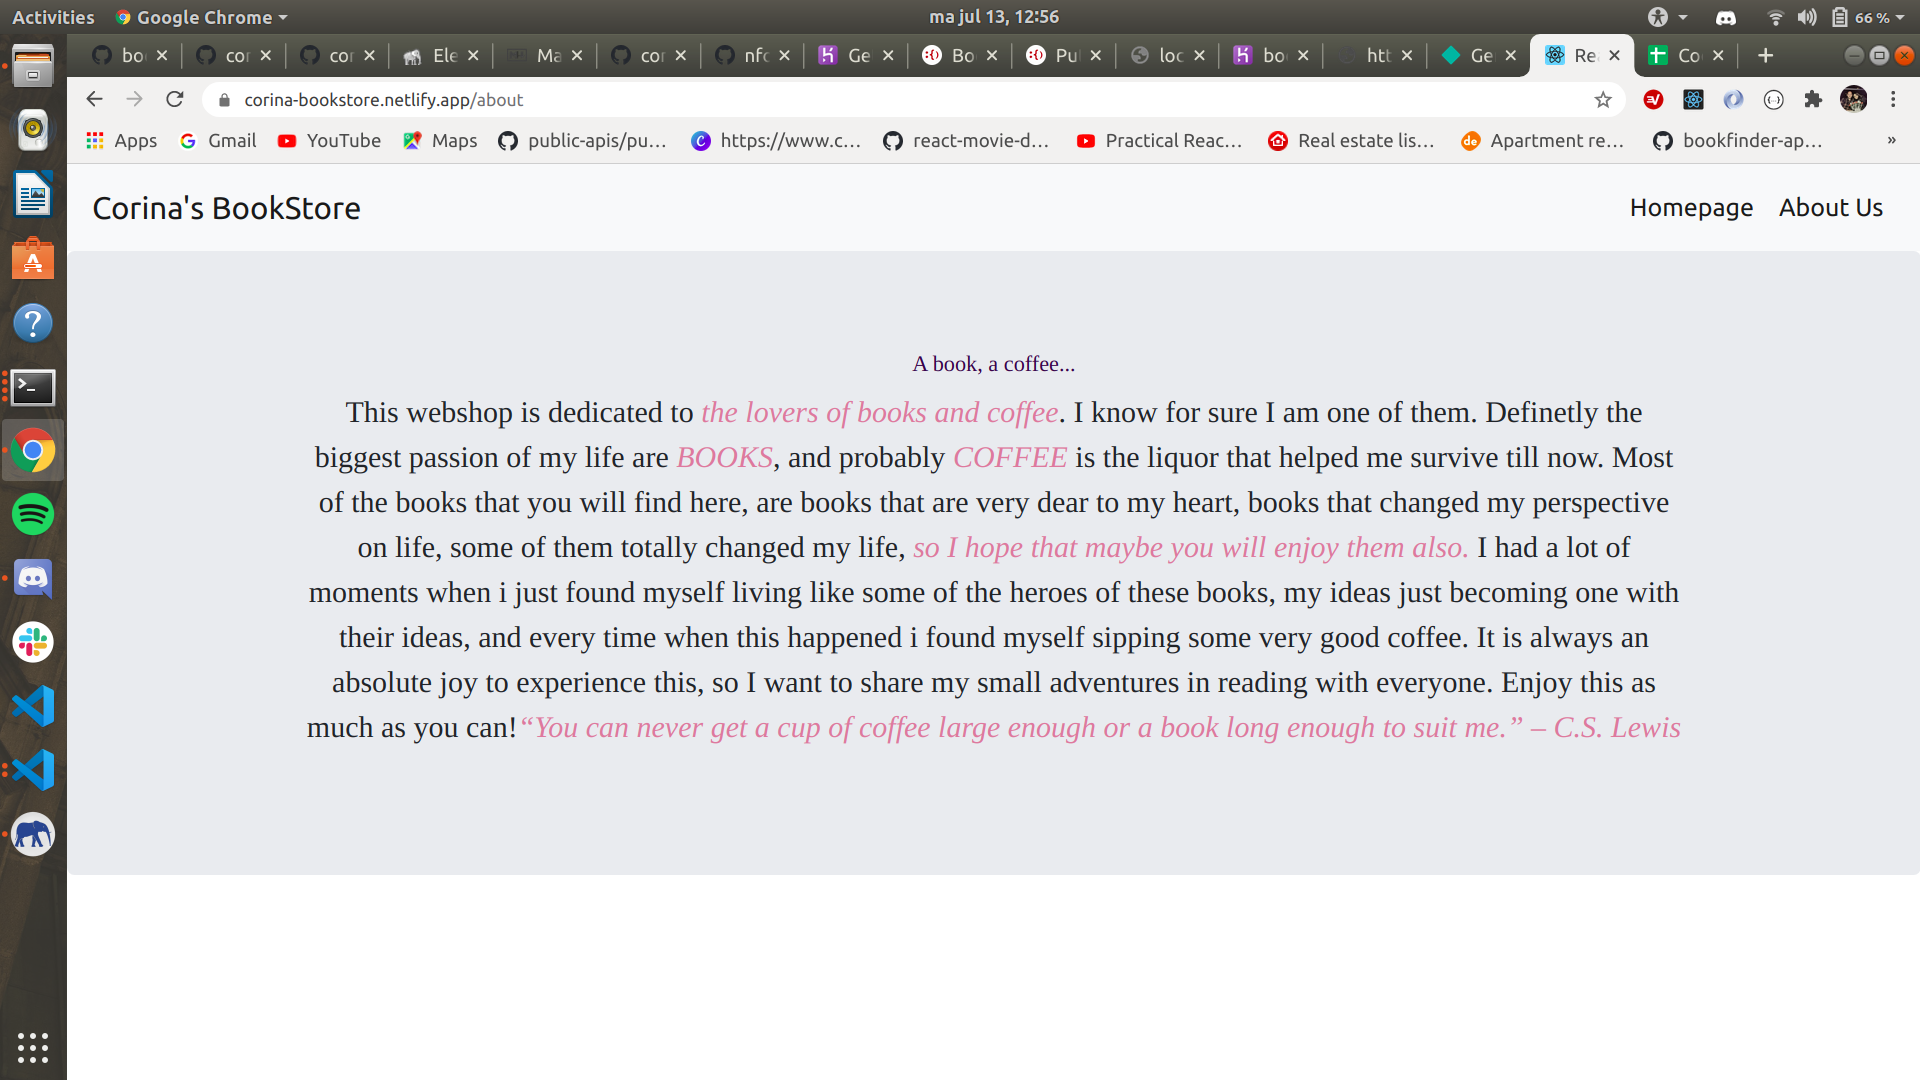 Activities Google Chrome ma jul 13, 12:56 66 %
bo cor cor Ele Ma cor nfc Ge Bo Pul loc bo htt Ge Re Co
corina-bookstore.netlify.app/about
Apps Gmail YouTube Maps public-apis/pu... https://www.c... react-movie-d... Practical Reac... Real estate lis... Apartment re... bookfinder-ap... »
Corina's BookStore Homepage About Us
A book, a coffee...
This webshop is dedicated to the lovers of books and coffee. I know for sure I am one of them. Definetly the
biggest passion of my life are BOOKS, and probably COFFEE is the liquor that helped me survive till now. Most
of the books that you will find here, are books that are very dear to my heart, books that changed my perspective
on life, some of them totally changed my life, so I hope that maybe you will enjoy them also. I had a lot of
moments when i just found myself living like some of the heroes of these books, my ideas just becoming one with
their ideas, and every time when this happened i found myself sipping some very good coffee. It is always an
absolute joy to experience this, so I want to share my small adventures in reading with everyone. Enjoy this as
much as you can!“You can never get a cup of coffee large enough or a book long enough to suit me.” – C.S. Lewis